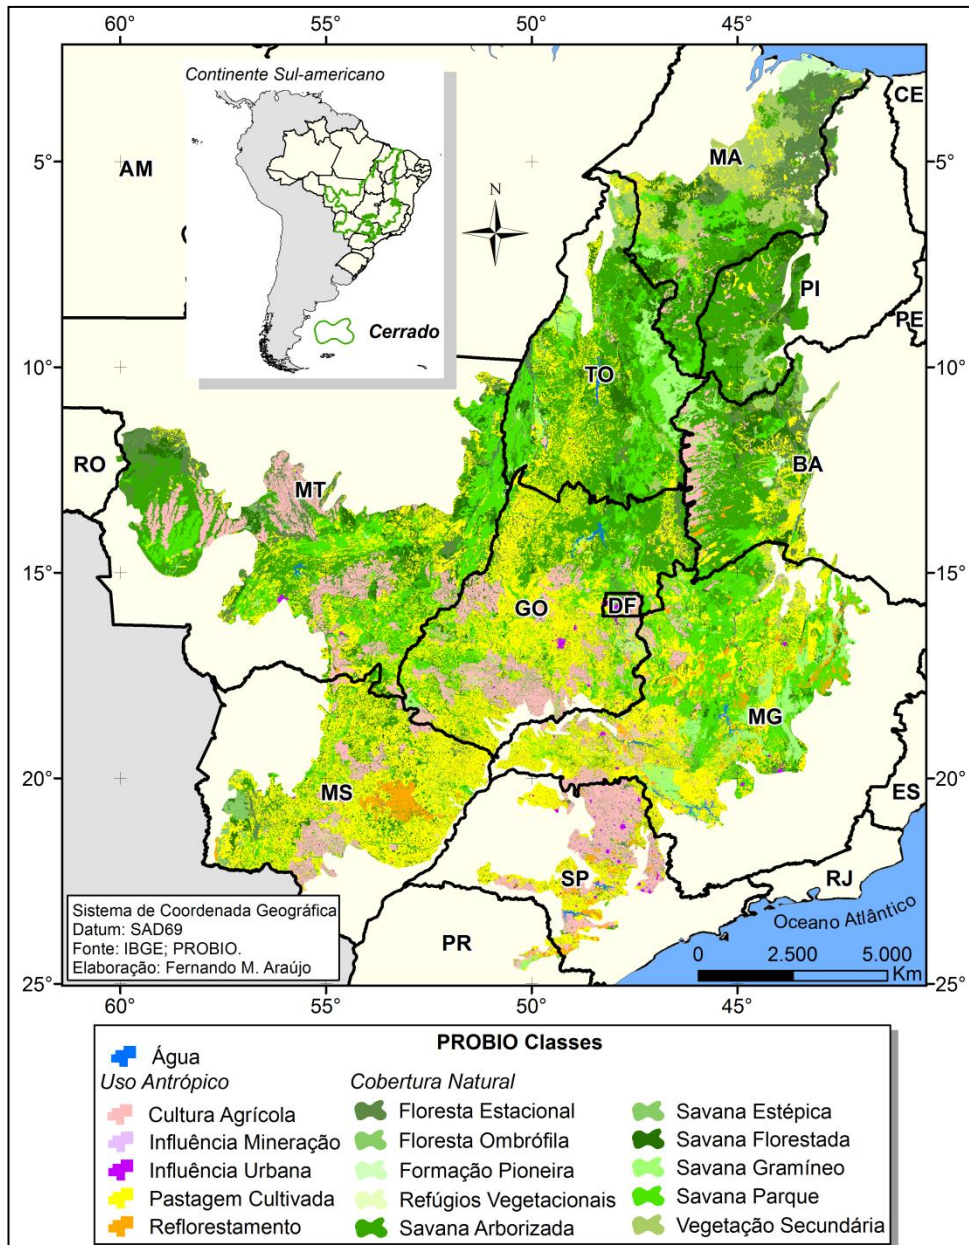 60° 55° 50° 45°
Continente Sul-americano
CE
5° 5°
MA
AM
N
PI
Cerrado
PE
10° 10°
TO
RO
MT
BA
15° 15°
GO
DF
MG
20° 20°
MS
ES
SP
RJ
Oceano Atlântico
PR
Sistema de Coordenada Geográfica
Datum: SAD69
Fonte: IBGE; PROBIO.
Elaboração: Fernando M. Araújo
0 2.500 5.000
Km
25° 25°
60° 55° 50° 45°
PROBIO Classes
Água
Uso Antrópico
Cultura Agrícola
Influência Mineração
Influência Urbana
Pastagem Cultivada
Reflorestamento
Cobertura Natural
Floresta Estacional
Floresta Ombrófila
Formação Pioneira
Refúgios Vegetacionais
Savana Arborizada
Savana Estépica
Savana Florestada
Savana Gramíneo
Savana Parque
Vegetação Secundária